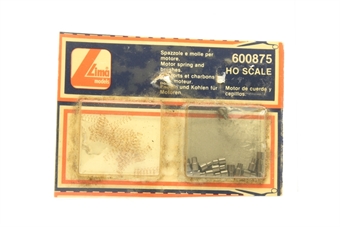 Lima
models
Spazzole a molle per
motore.
Motor spring and
brushes.
et charbons
moteur.
und Kohlen für
Motoren.
600875
HO SCALE
Motor de cuerda y
cepillos.